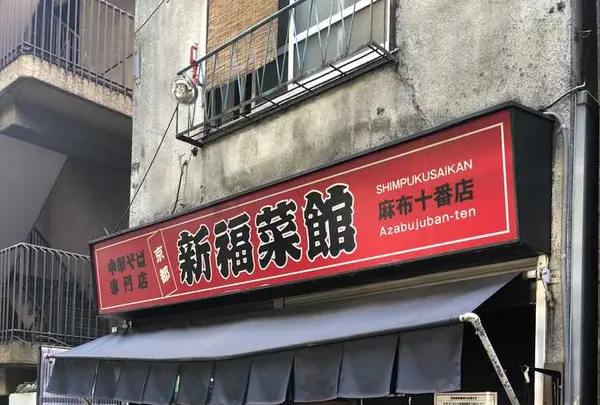 中華そば
専門店
京都
新福菜館
SHIMPUKUSAIKAN
麻布十番店
Azabujuban-ten